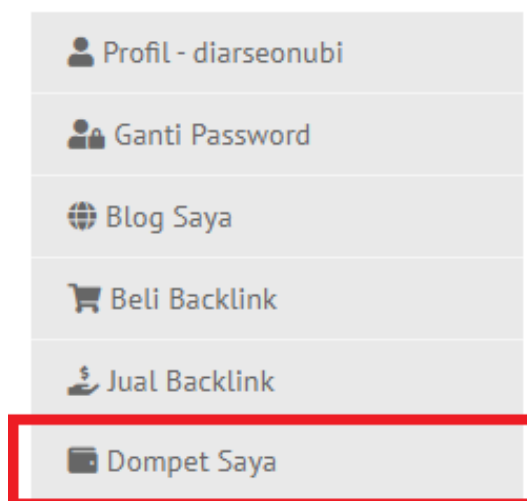 Profil - diarseonubi
Ganti Password
Blog Saya
Beli Backlink
Jual Backlink
Dompet Saya